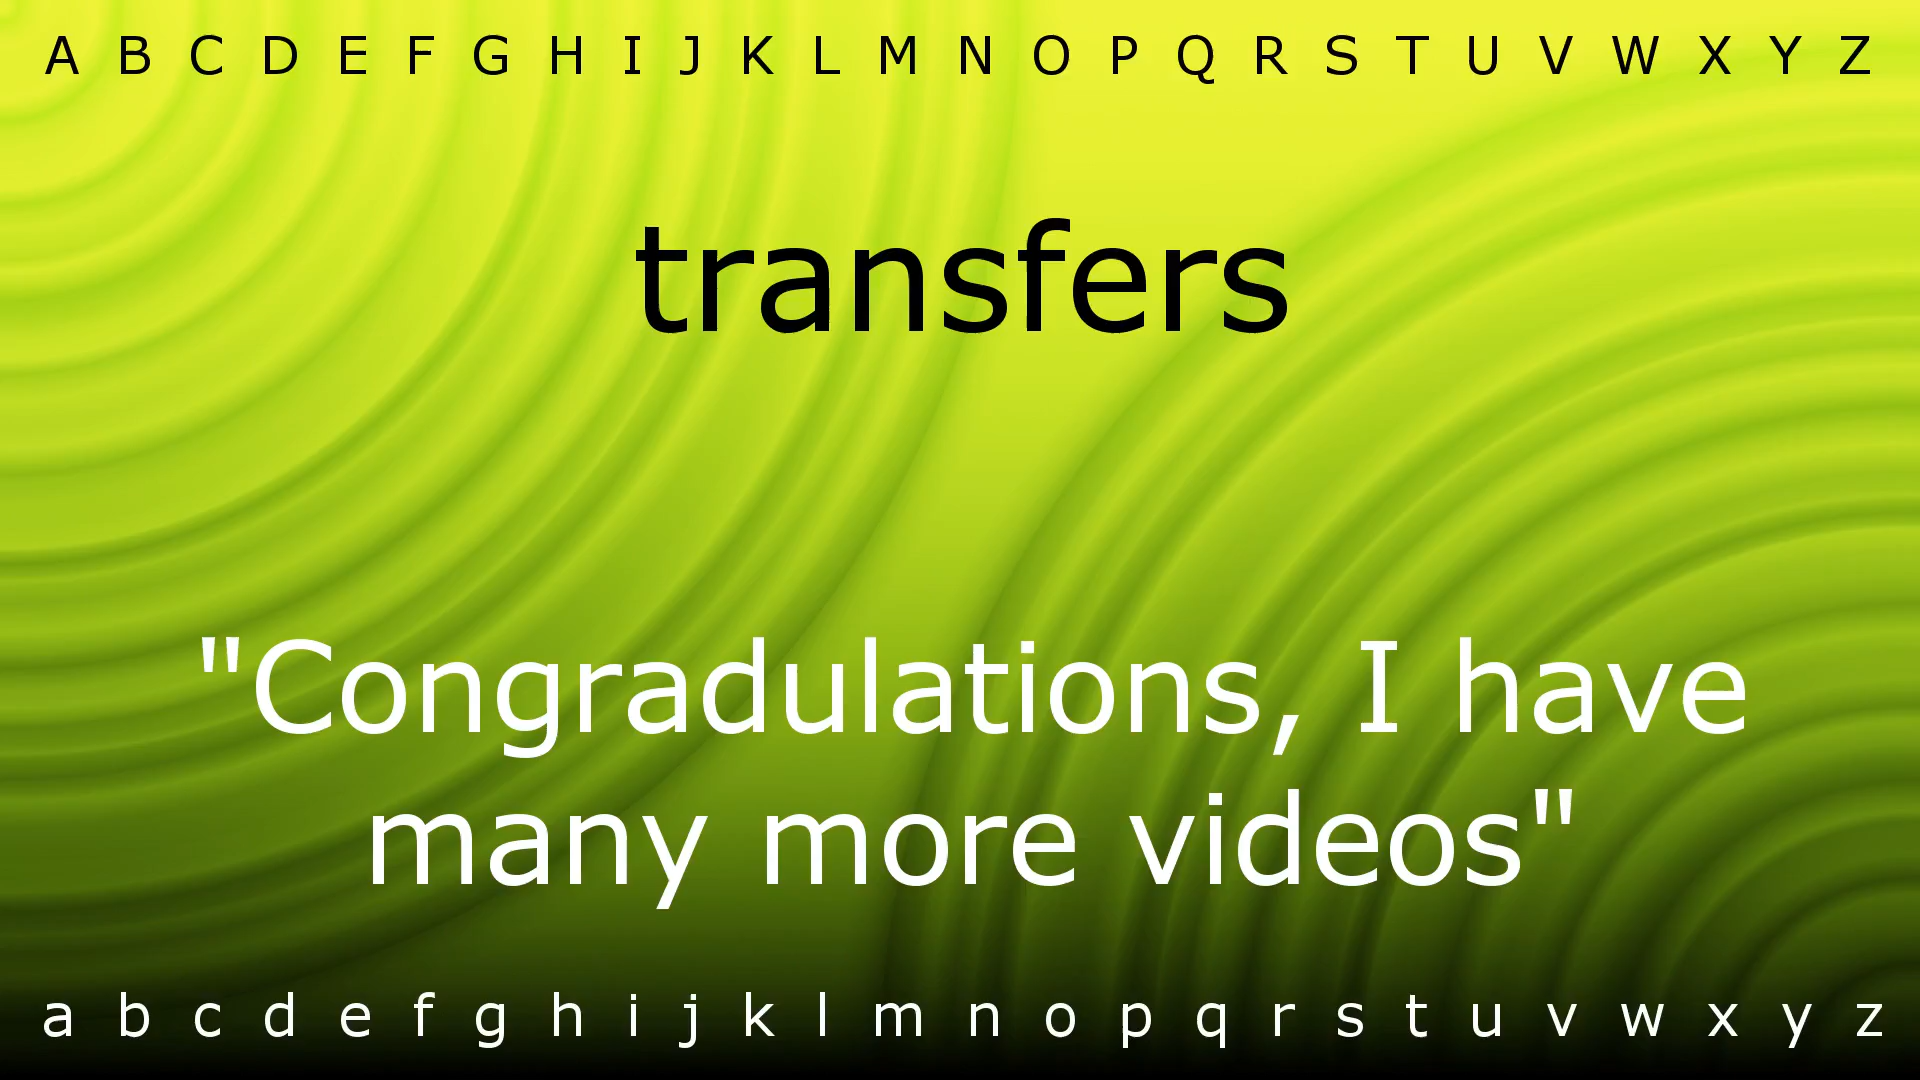 A B C D E F G H I J K L M N O P Q R S T U V W X Y Z
transfers
"Congradulations, I have
many more videos"
a b c d e f g h i j k l m n o p q r s t u v w x y z